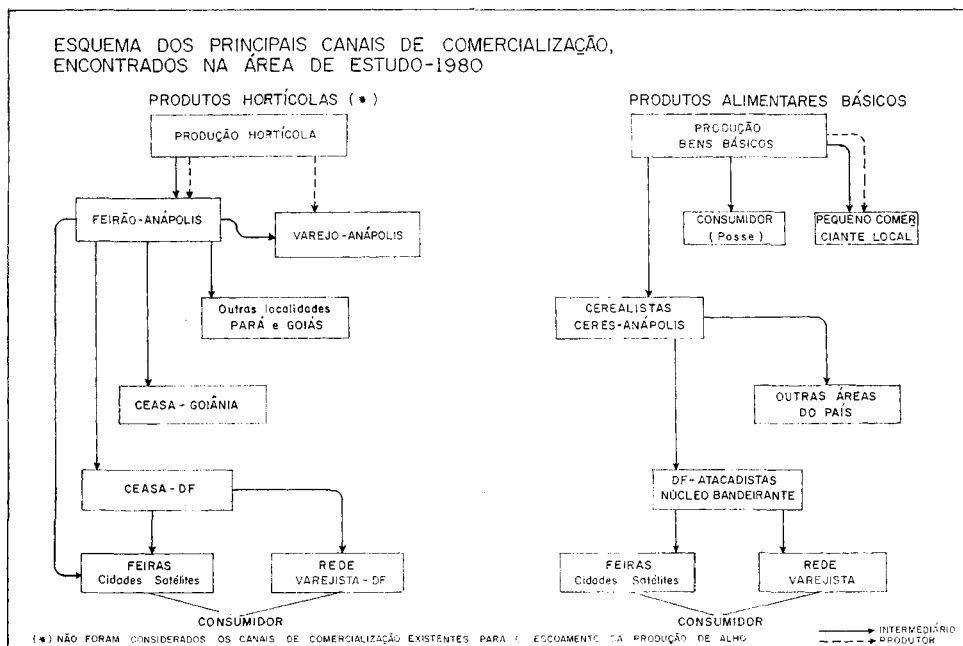 ESQUEMA DOS PRINCIPAIS CANAIS DE COMERCIALIZAÇÃO,
ENCONTRADOS NA ÁREA DE ESTUDO-1980
PRODUTOS HORTÍCOLAS (*)
PRODUÇÃO HORTÍCOLA
FEIRÃO-ANÁPOLIS
VAREJO-ANÁPOLIS
Outras localidades
PARÁ e GOIÁS
CEASA - GOIÂNIA
CEASA - DF
FEIRAS
Cidades Satélites
REDE
VAREJISTA - DF
CONSUMIDOR
PRODUTOS ALIMENTARES BÁSICOS
PRODUÇÃO
BENS BÁSICOS
CONSUMIDOR
(Posse)
PEQUENO COMER
CIANTE LOCAL
CEREALISTAS
CERES-ANÁPOLIS
OUTRAS ÁREAS
DO PAÍS
DF-ATACADISTAS
NÚCLEO BANDEIRANTE
FEIRAS
Cidades Satélites
REDE
VAREJISTA
CONSUMIDOR
(*) NÃO FORAM CONSIDERADOS OS CANAIS DE COMERCIALIZAÇÃO EXISTENTES PARA O ESCOAMENTO DA PRODUÇÃO DE ALHO
INTERMEDIÁRIO
PRODUTOR